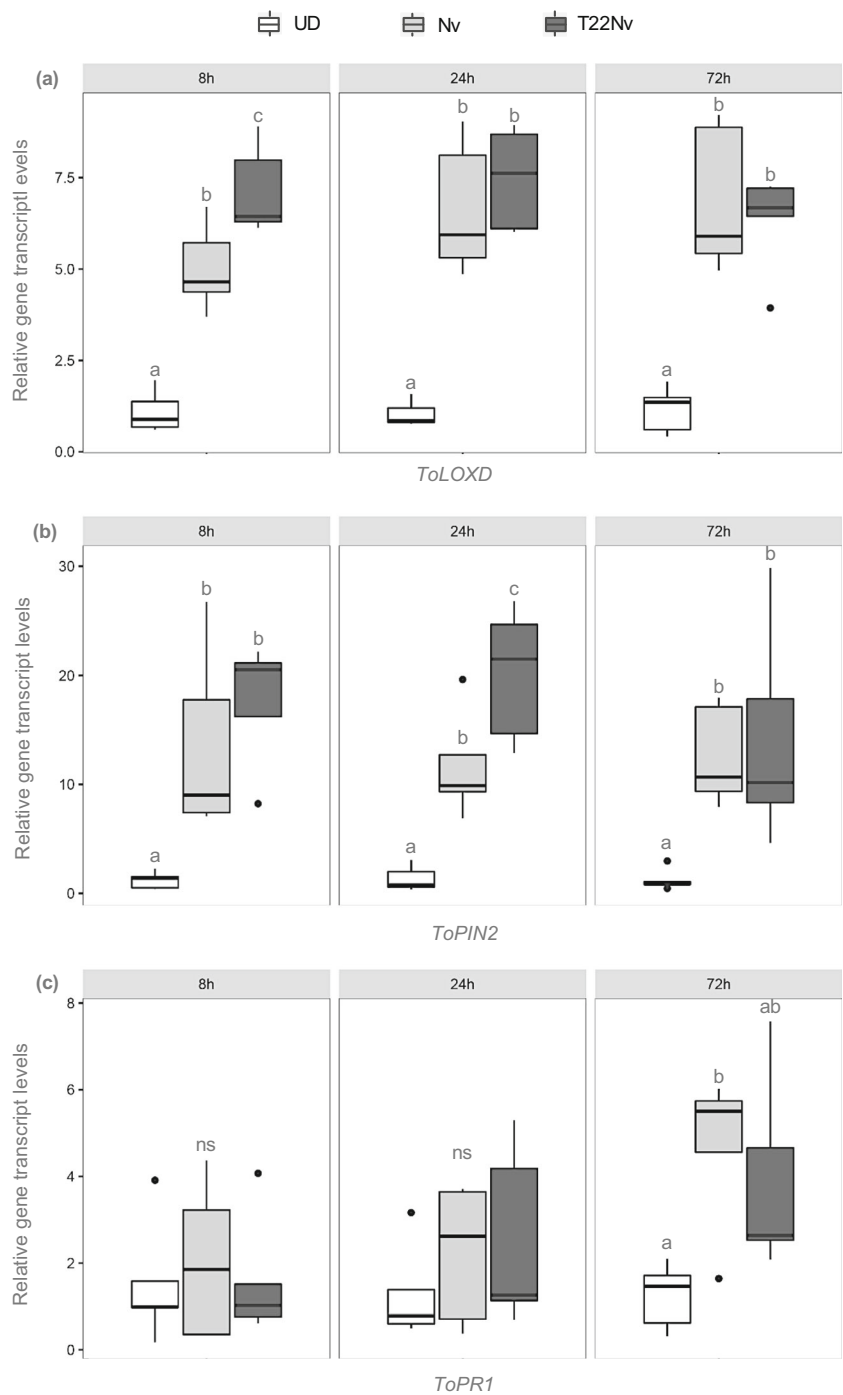 UD Nv T22Nv
(a) 8h 24h 72h
Relative gene transcriptl evels
7.5
5.0
2.5
0.0
a b c a b b a b b
ToLOXD
(b) 8h 24h 72h
Relative gene transcript levels
30
20
10
0
a b b a b c a b b
ToPIN2
(c) 8h 24h 72h
Relative gene transcript levels
8
6
4
2
0
ns ns a b ab
ToPR1